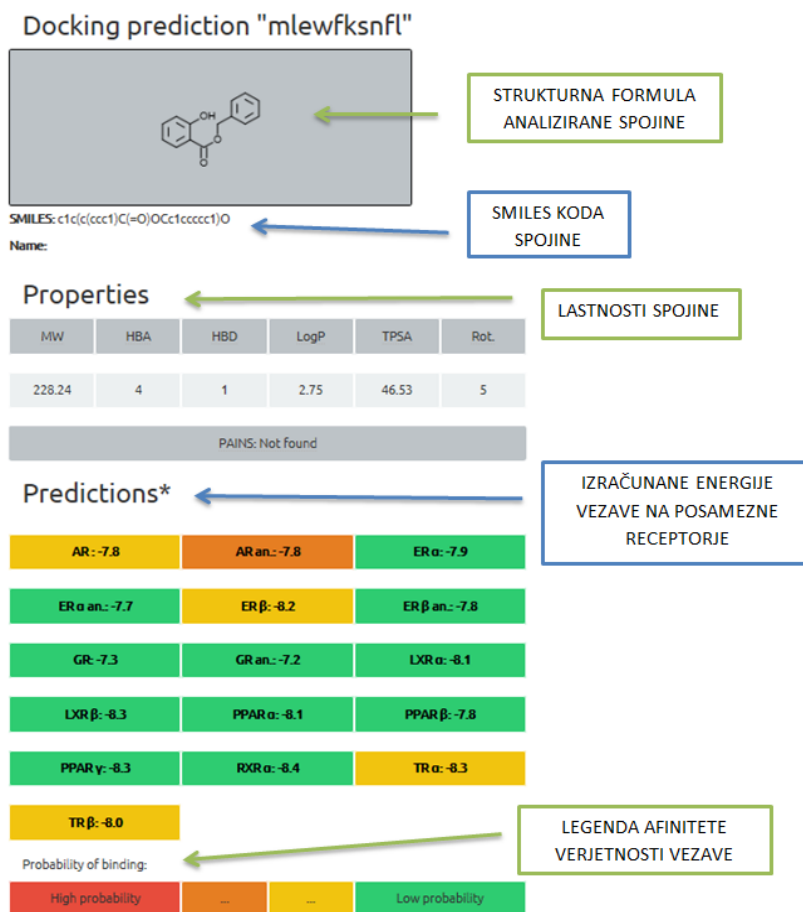 Docking prediction "mlewfksnfl"
OH
O
O
STRUKTURNA FORMULA
ANALIZIRANE SPOJINE
SMILES: c1c(c(ccc1)C(=O)OCc1ccccc1)O
Name:
SMILES KODA
SPOJINE
Properties
LASTNOSTI SPOJINE
MW HBA HBD LogP TPSA Rot.
228.24 4 1 2.75 46.53 5
PAINS: Not found
Predictions*
IZRAČUNANE ENERGIJE
VEZAVE NA POSAMEZNE
RECEPTORJE
AR: -7.8 AR an.: -7.8 ER α: -7.9
ER α an.: -7.7 ER β: -8.2 ER β an.: -7.8
GR: -7.3 GR an.: -7.2 LXR α: -8.1
LXR β: -8.3 PPAR α: -8.1 PPAR β: -7.8
PPAR γ: -8.3 RXR α: -8.4 TR α: -8.3
TR β: -8.0
LEGENDA AFINITETE
VERJETNOSTI VEZAVE
Probability of binding:
High probability ... ... Low probability